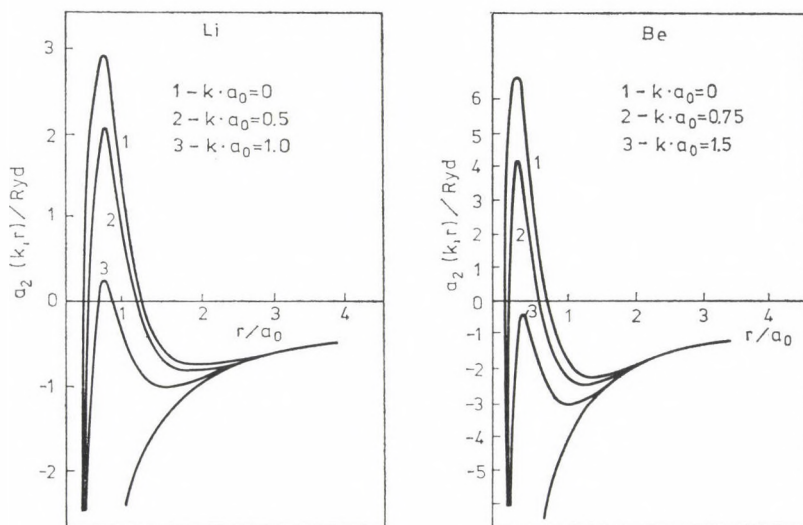 Li
1 – k · a₀=0
2 – k · a₀=0.5
3 – k · a₀=1.0
a₂ (k,r) / Ryd
3
2
1
0
-1
-2
1
2
3
4
r/a₀
1
2
3
Be
1 – k · a₀=0
2 – k · a₀=0.75
3 – k · a₀=1.5
a₂ (k,r) / Ryd
6
5
4
3
2
1
0
-1
-2
-3
-4
-5
1
2
3
4
r/a₀
1
2
3